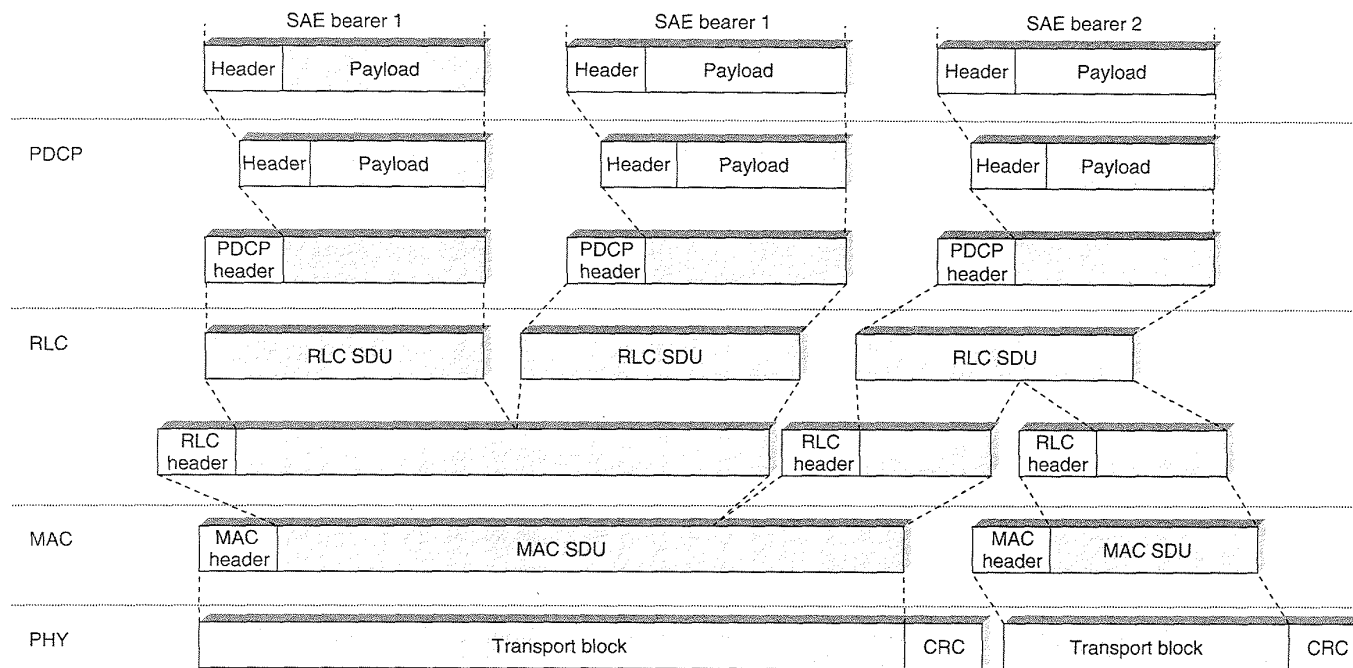 SAE bearer 1
SAE bearer 1
SAE bearer 2
Header
Payload
Header
Payload
Header
Payload
PDCP
Header
Payload
Header
Payload
Header
Payload
PDCP
header
PDCP
header
PDCP
header
RLC
RLC SDU
RLC SDU
RLC SDU
RLC
header
RLC
header
RLC
header
MAC
MAC
header
MAC SDU
MAC
header
MAC SDU
PHY
Transport block
CRC
Transport block
CRC